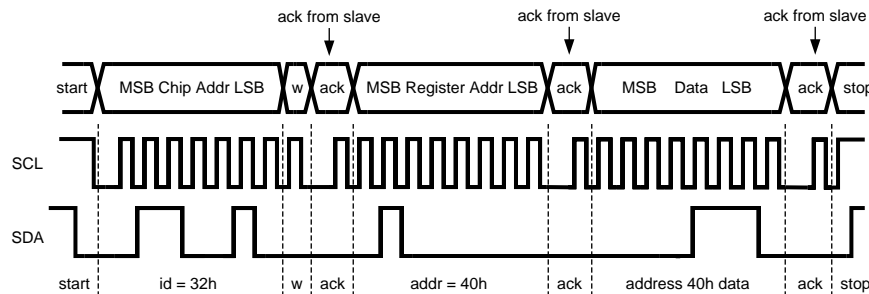 ack from slave ack from slave ack from slave
start MSB Chip Addr LSB w ack MSB Register Addr LSB ack MSB Data LSB ack stop
SCL
SDA
start id = 32h w ack addr = 40h ack address 40h data ack stop